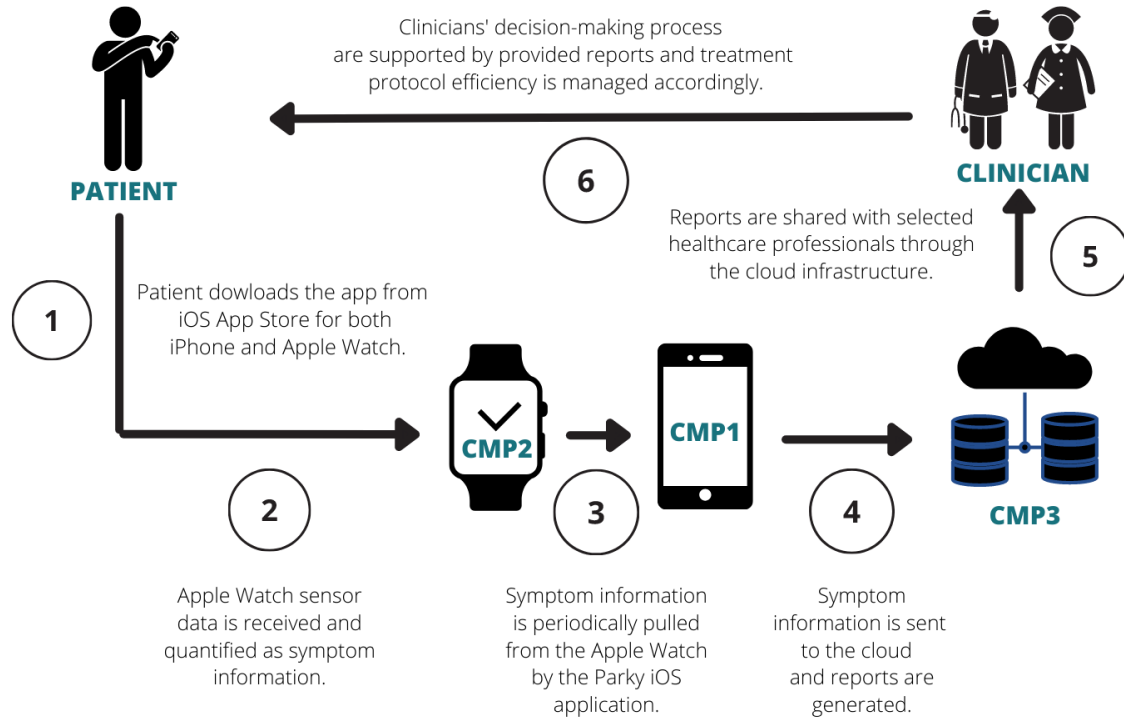 Clinicians' decision-making process
are supported by provided reports and treatment
protocol efficiency is managed accordingly.
6
PATIENT
CLINICIAN
Reports are shared with selected
healthcare professionals through
the cloud infrastructure.
5
1
Patient dowloads the app from
iOS App Store for both
iPhone and Apple Watch.
CMP2
CMP1
CMP3
2
3
4
Apple Watch sensor
data is received and
quantified as symptom
information.
Symptom information
is periodically pulled
from the Apple Watch
by the Parky iOS
application.
Symptom
information is sent
to the cloud
and reports are
generated.